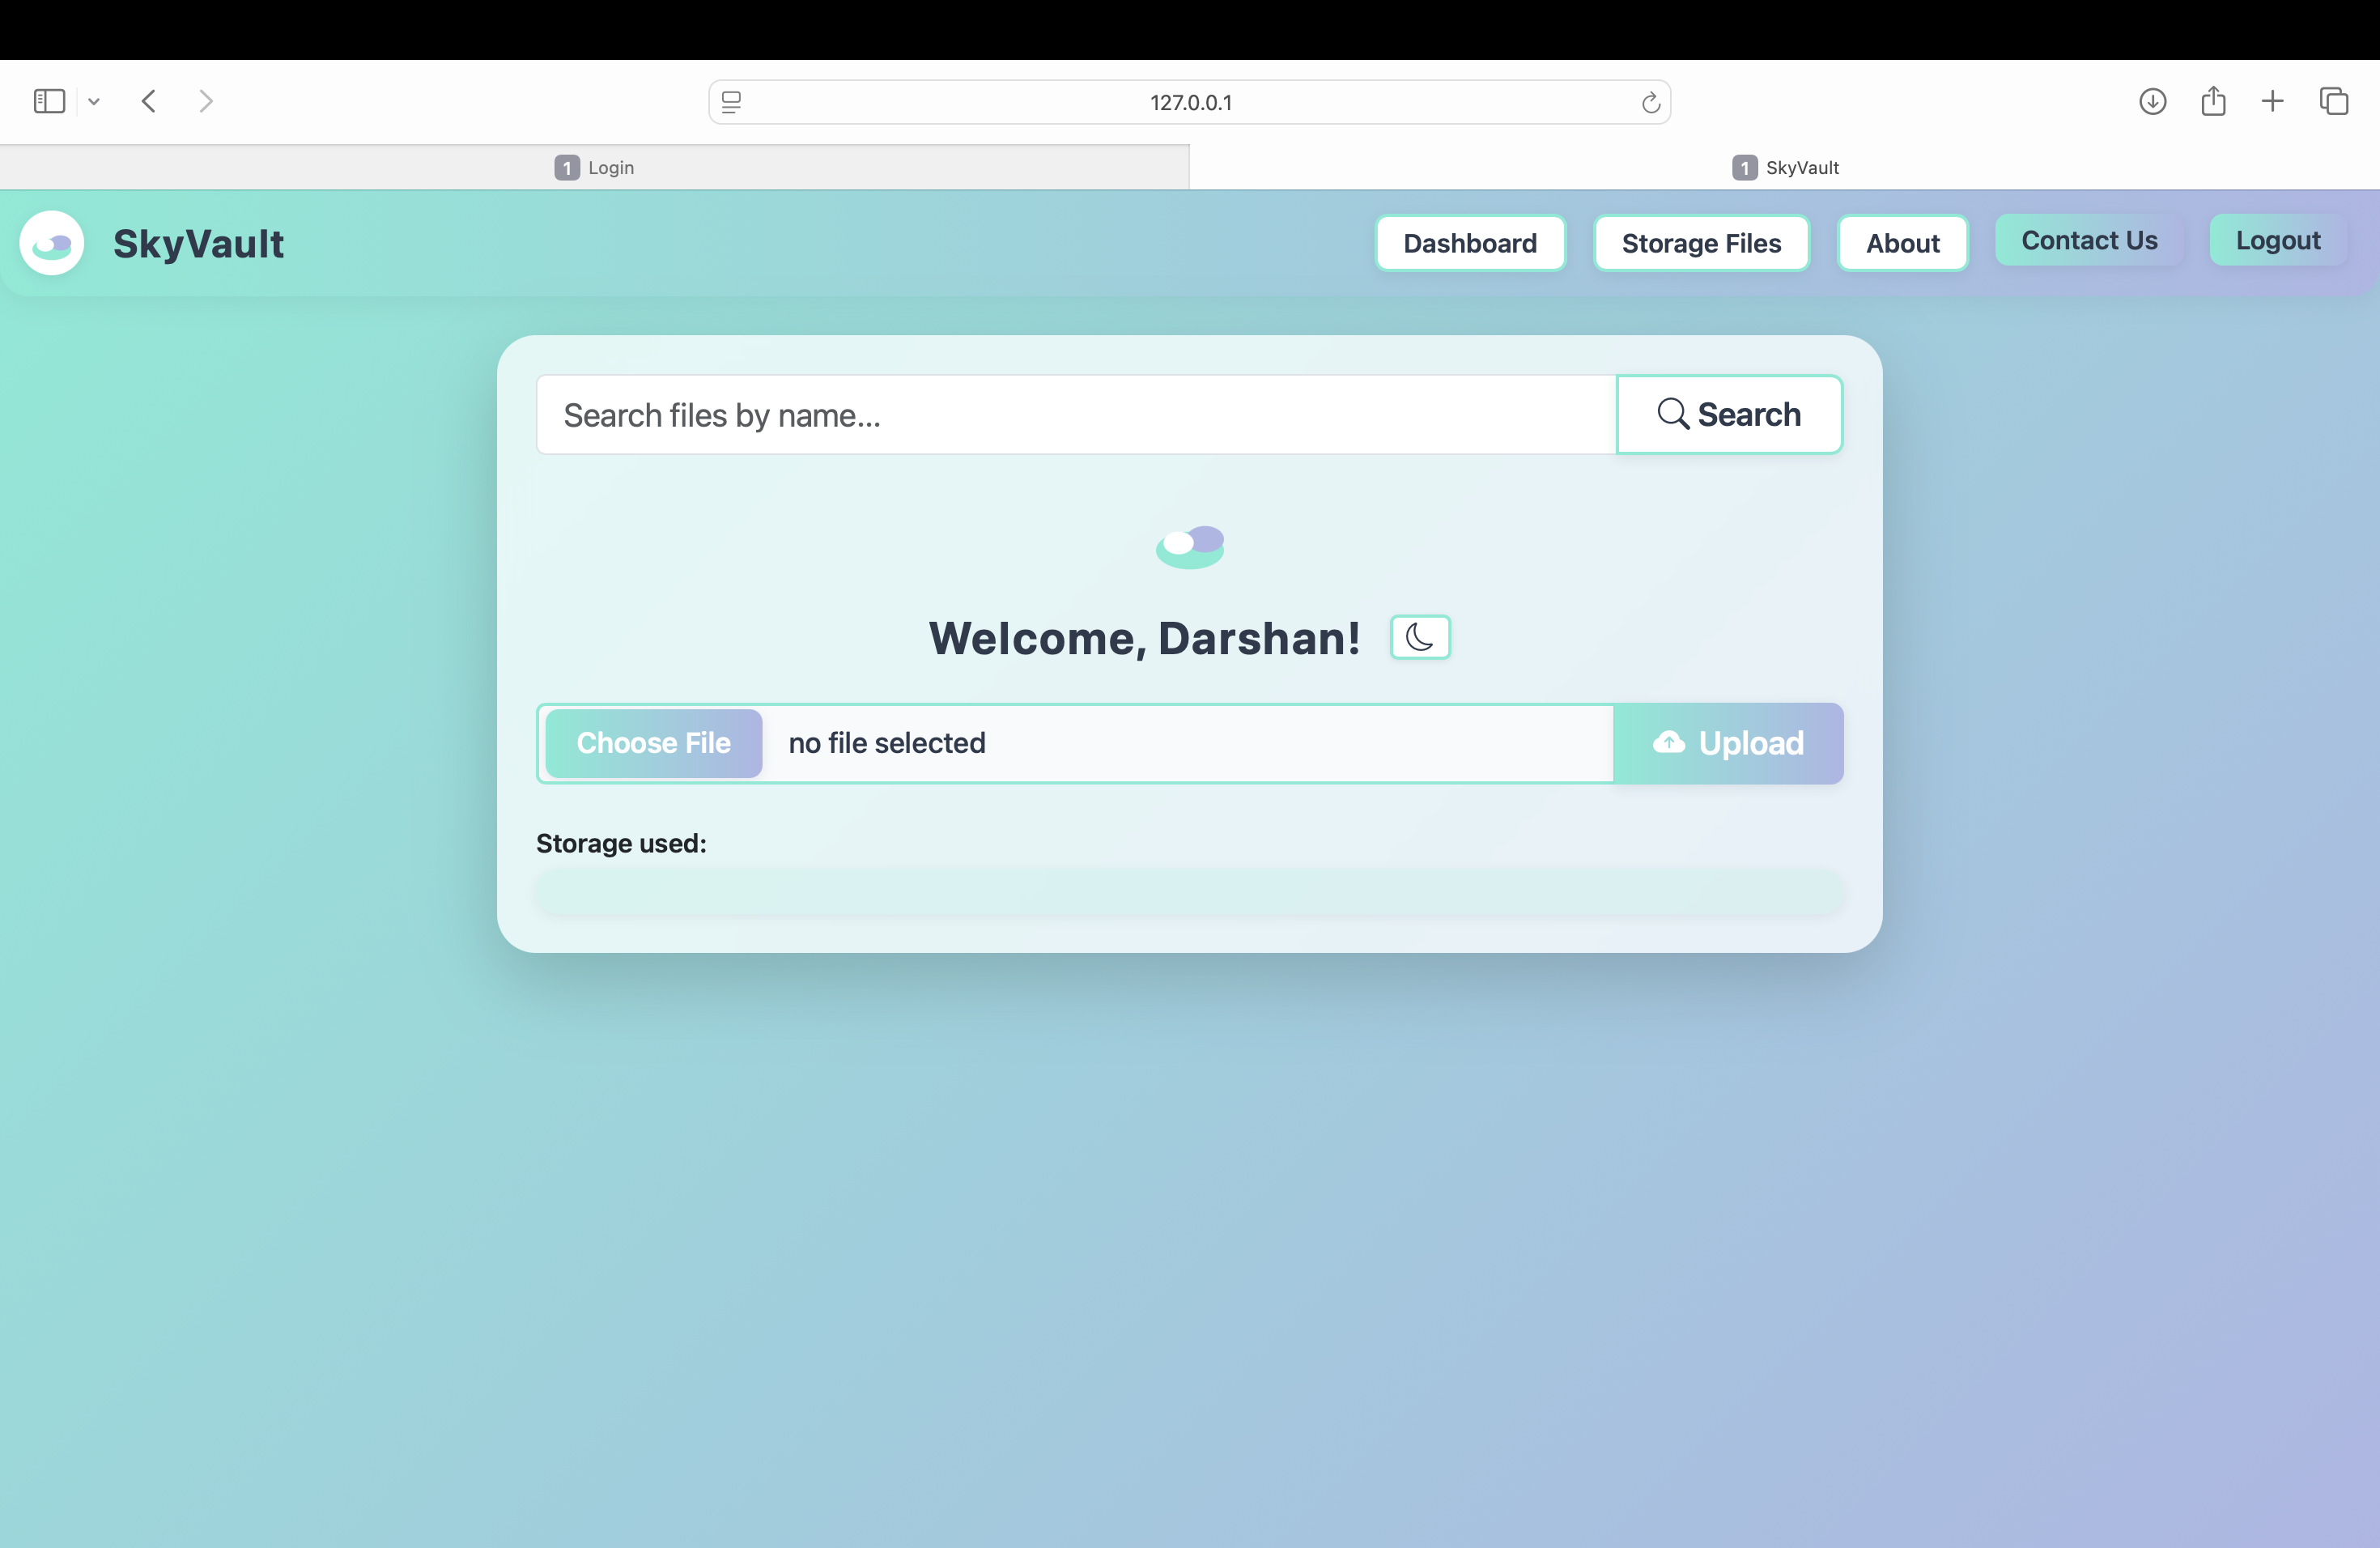 127.0.0.1
1 Login
1 SkyVault
SkyVault
Dashboard
Storage Files
About
Contact Us
Logout
Search files by name...
Search
Welcome, Darshan!
Choose File
no file selected
Upload
Storage used: